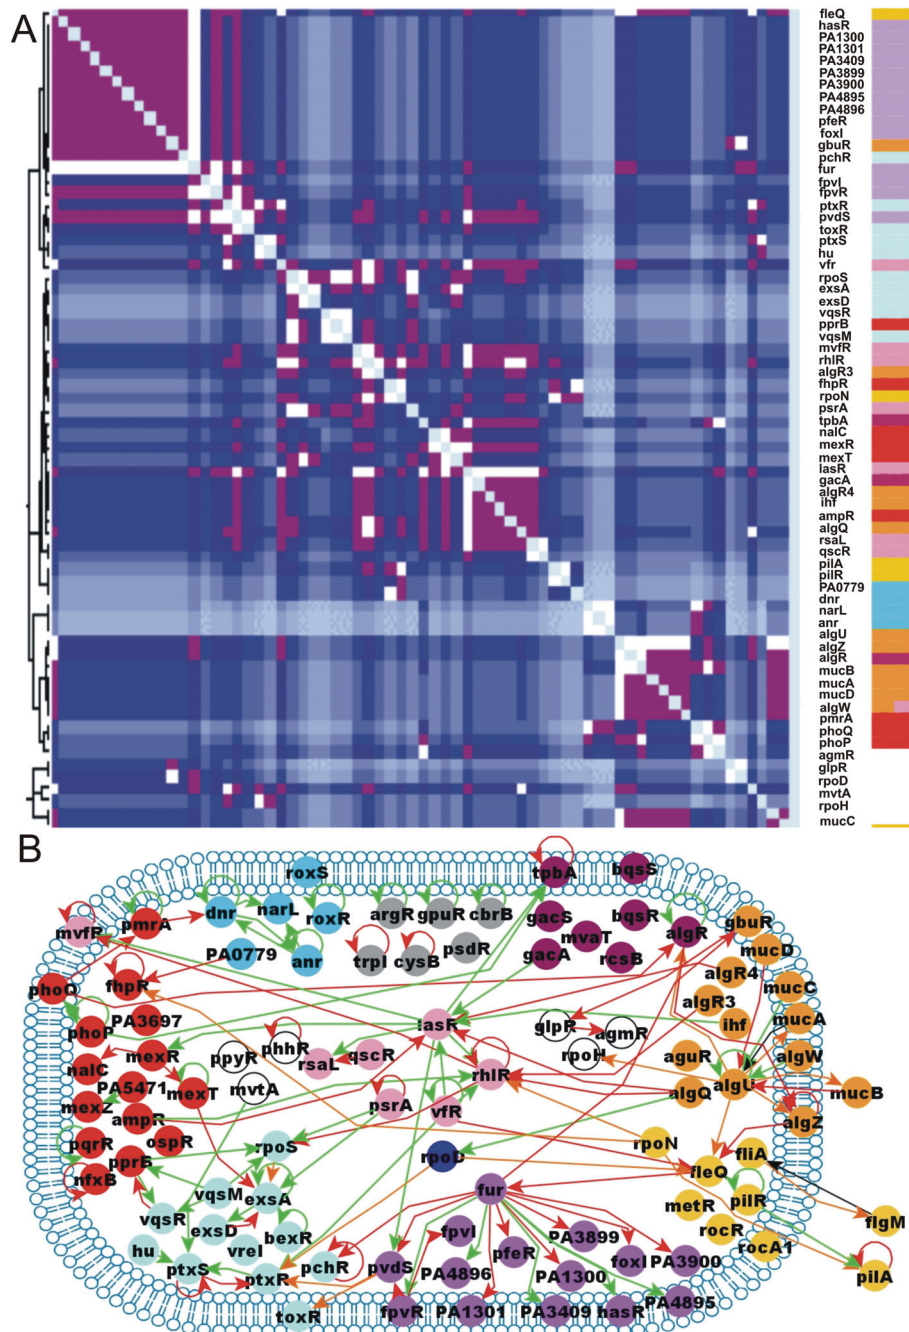 A
fleQ
hasR
PA1300
PA1301
PA3409
PA3899
PA3900
PA4895
PA4896
pfeR
foxI
gbuR
pchR
fur
fpvI
fpvR
ptxR
pvdS
toxR
ptxS
hu
vfr
rpoS
exsA
exsD
vqsR
pprB
vqsM
mvfR
rhlR
algR3
fhpR
rpoN
psrA
tpbA
nalC
mexR
mexT
lasR
gacA
algR4
ihf
ampR
algQ
rsaL
qscR
pilA
pilR
PA0779
dnr
narL
anr
algU
algZ
algR
mucB
mucA
mucD
algW
pmrA
phoQ
phoP
agmR
glpR
rpoD
mvtA
rpoH
mucC
B
roxS tpbA bqsS
mvfR pmrA dnr narL roxR argR gpuR cbrB gacS bqsR algR gbuR
PA0779 anr trpI cysB psdR gacA mvaT rcsB mucD
phoQ fhpR algR4 mucC
phoP PA3697 lasR glpR agmR algR3 ihf mucA
nalC mexR ppyR phhR rsaL qscR rhlR rpoH aguR algU algW
mexZ PA5471 mexT mvtA psrA vfR algQ mucB
ampR algZ
pqrR pprB ospR rpoS rpoD rpoN fleQ fliA
nfxB vqsM exsA fur metR pilR
vqsR exsD bexR fpvI PA3899 rocR flgM
hu vreI pchR pvdS pfeR foxI PA3900 rocA1
ptxS ptxR PA4896 PA1300 pilA
toxR fpvR PA1301 PA3409 hasR PA4895